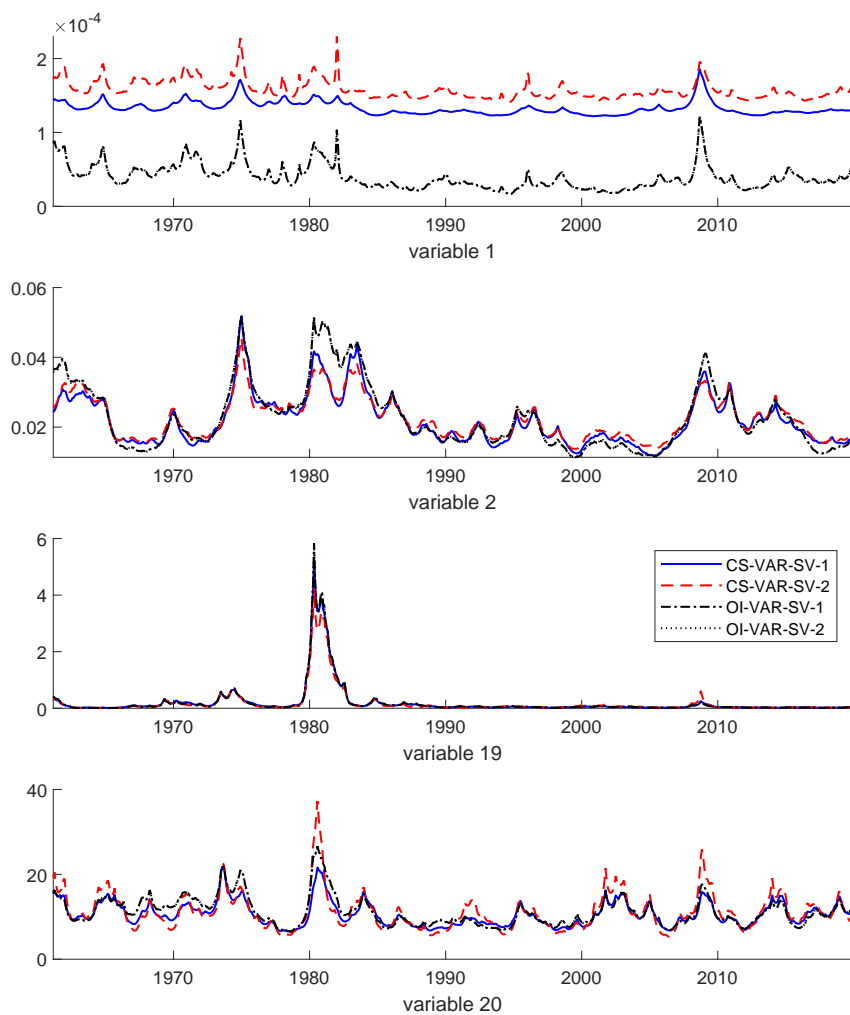 ×10-4
2
1
0
1970 1980 1990 2000 2010
variable 1
0.06
0.04
0.02
1970 1980 1990 2000 2010
variable 2
6
4
2
0
CS-VAR-SV-1
CS-VAR-SV-2
OI-VAR-SV-1
OI-VAR-SV-2
1970 1980 1990 2000 2010
variable 19
40
20
0
1970 1980 1990 2000 2010
variable 20